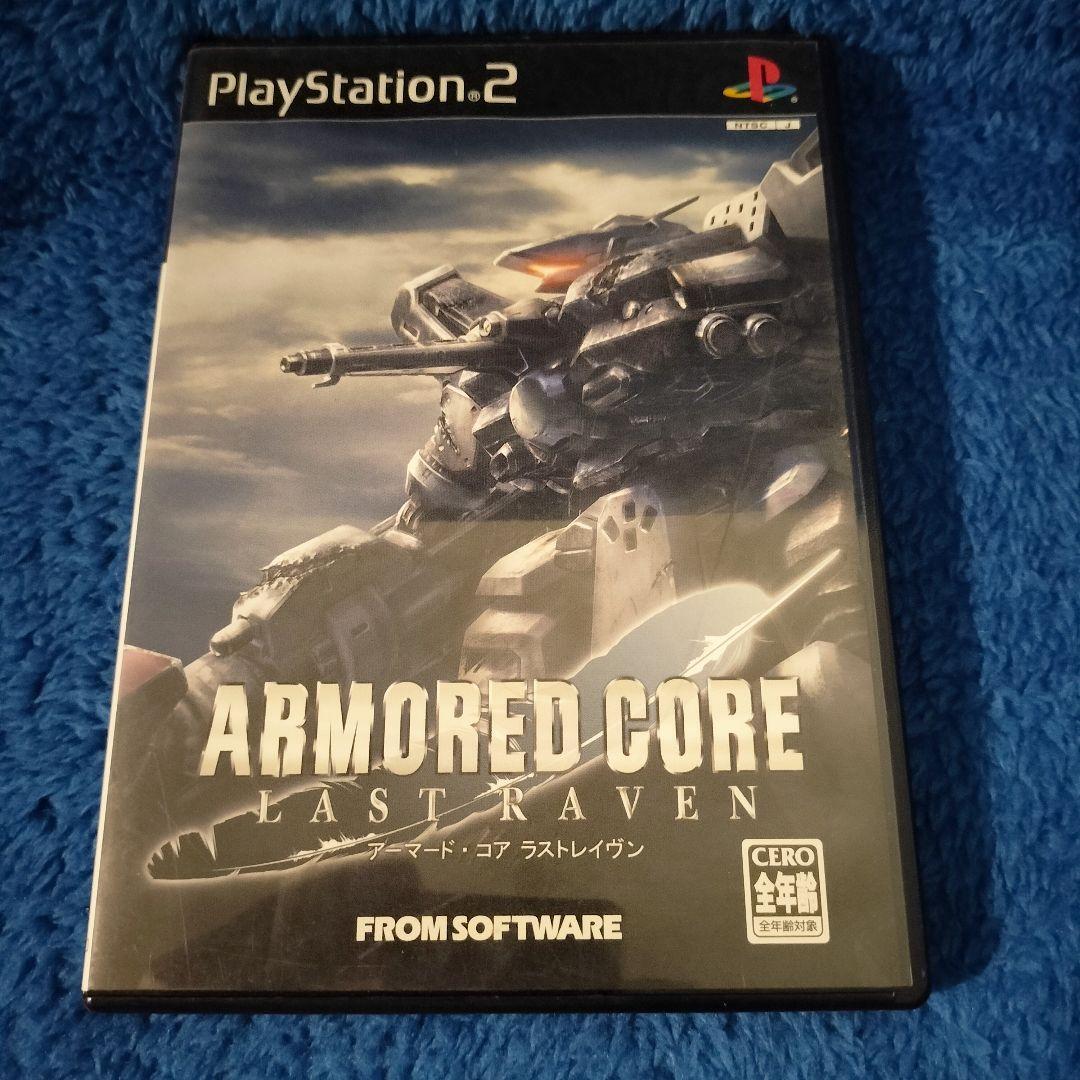 PlayStation®2
NTSC J
ARMORED CORE
LAST RAVEN
アーマード・コア ラストレイヴン
CERO
全年齢
全年齢対象
FROM SOFTWARE